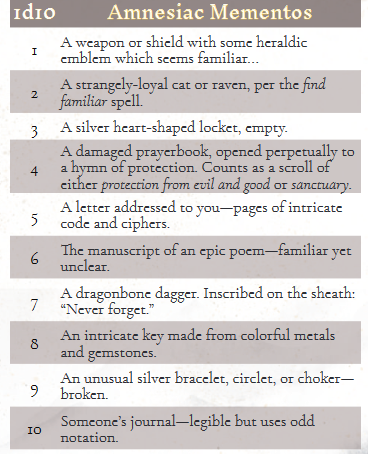 1d10 Amnesiac Mementos
1 A weapon or shield with some heraldic
emblem which seems familiar...
2 A strangely-loyal cat or raven, per the find
familiar spell.
3 A silver heart-shaped locket, empty.
4 A damaged prayerbook, opened perpetually to
a hymn of protection. Counts as a scroll of
either protection from evil and good or sanctuary.
5 A letter addressed to you—pages of intricate
code and ciphers.
6 The manuscript of an epic poem—familiar yet
unclear.
7 A dragonbone dagger. Inscribed on the sheath:
“Never forget.”
8 An intricate key made from colorful metals
and gemstones.
9 An unusual silver bracelet, circlet, or choker—
broken.
10 Someone’s journal—legible but uses odd
notation.